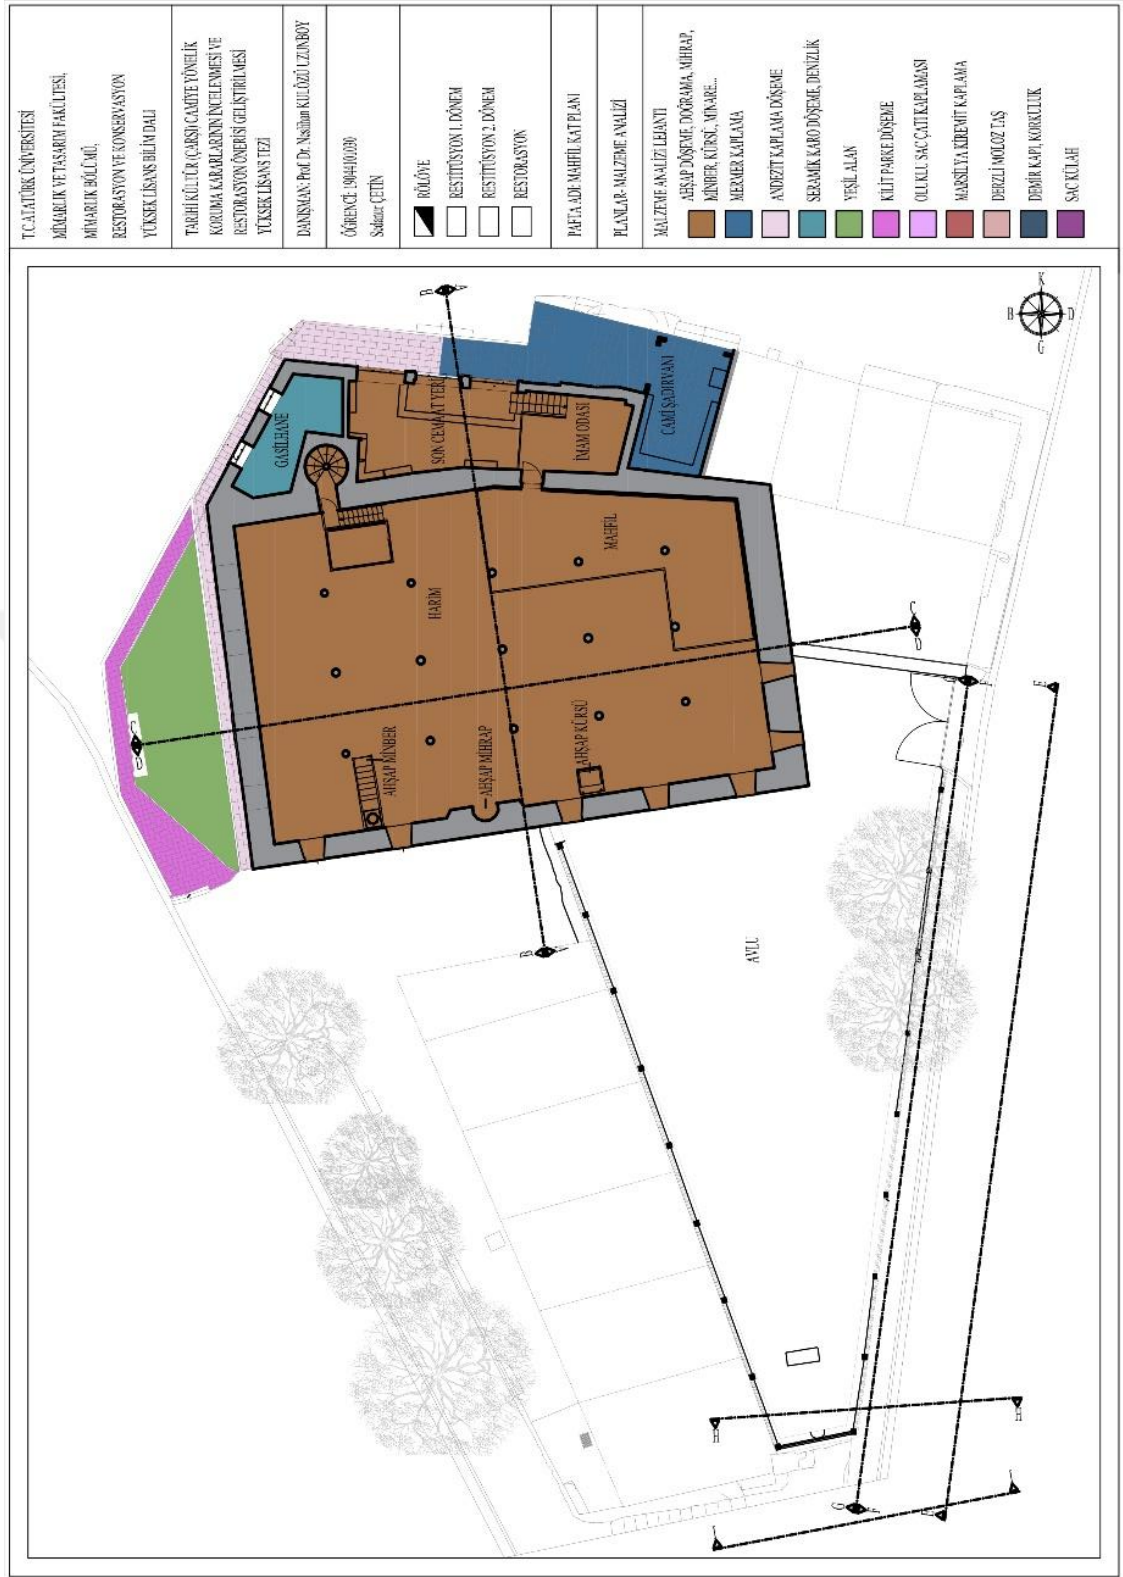 T.C.ATATÜRK ÜNİVERSİTESİ
MİMARLIK VE TASARIM FAKÜLTESİ,
MİMARLIK BÖLÜMÜ,
RESTORASYON VE KONSERVASYON
YÜKSEK LİSANS BİLİM DALI
TARİHİ KÜLTÜR (ÇARŞI) CAMİYE YÖNELİK
KORUMA KARARLARININ İNCELENMESİ VE
RESTORASYON ÖNERİSİ GELİŞTİRİLMESİ
YÜKSEK LİSANS TEZİ
DANIŞMAN: Prof. Dr. Neslihan KULÖZÜ UZUNBOY
ÖĞRENCİ:
ÇETİN
RÖLÖVE
RESTİTÜSYON 1. DÖNEM
RESTİTÜSYON 2. DÖNEM
RESTORASYON
PAFTA ADI: MAHFİL KAT PLANI
PLANLAR- MALZEME ANALİZİ
MALZEME ANALİZİ LEJANTI
AHŞAP DÖŞEME, DOĞRAMA, MİHRAP,
MİNBER, KÜRSÜ, MİNARE...
MERMER KAPLAMA
ANDEZİT KAPLAMA DÖŞEME
SERAMİK KARO DÖŞEME, DENİZLİK
YEŞİL ALAN
KİLİT PARKE DÖŞEME
OLUKLU SAC ÇATI KAPLAMASI
MARSİLYA KİREMİT KAPLAMA
DERZLİ MOLOZ TAŞ
DEMİR KAPI, KORKULUK
SAC KÜLAH
GASİLHANE
SON CEMAAT YERİ
İMAM ODASI
CAMİ ŞADIRVANI
HARİM
MAHFİL
AHŞAP MİNBER
AHŞAP MİHRAP
AHŞAP KÜRSÜ
AVLU
K
B
D
G
B
B
C
D
C
D
E
F
G
F
H
H